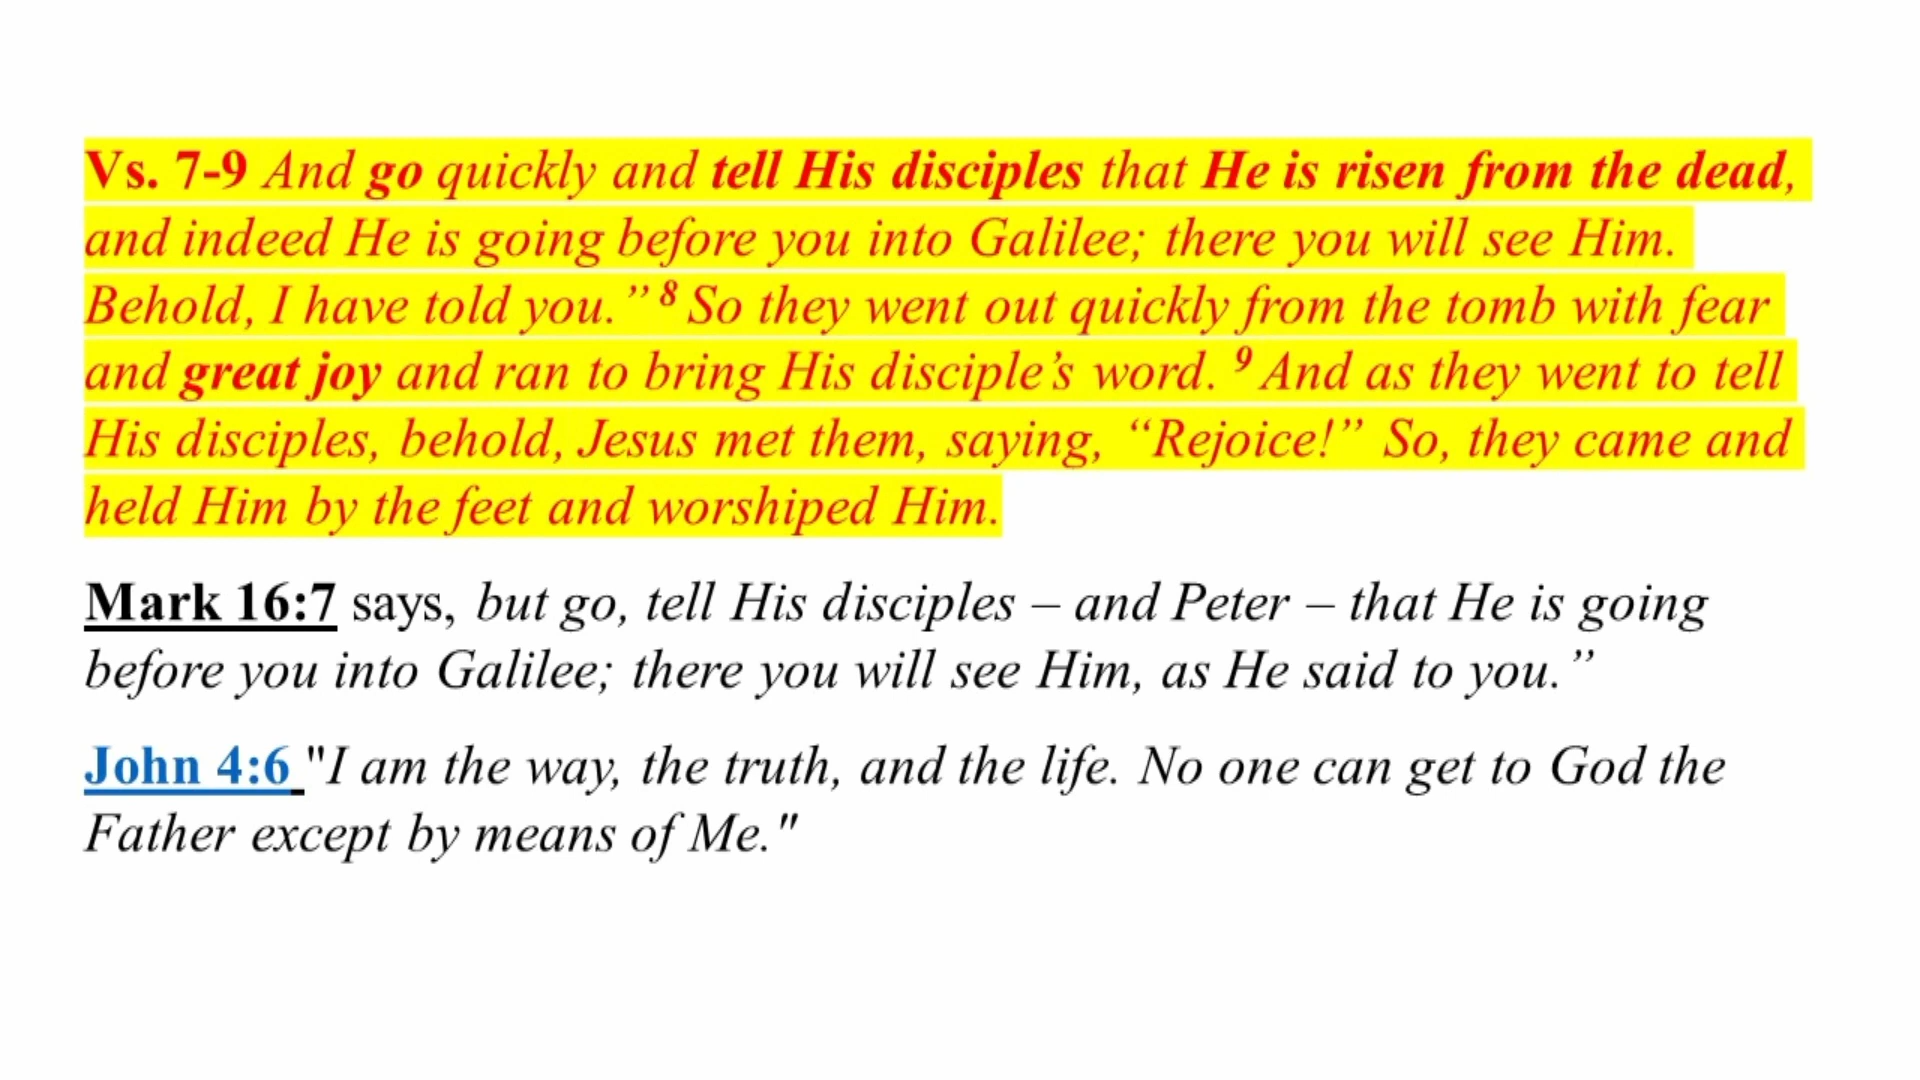 Vs. 7-9 And go quickly and tell His disciples that He is risen from the dead,
and indeed He is going before you into Galilee; there you will see Him.
Behold, I have told you.” 8 So they went out quickly from the tomb with fear
and great joy and ran to bring His disciple’s word. 9 And as they went to tell
His disciples, behold, Jesus met them, saying, “Rejoice!” So, they came and
held Him by the feet and worshiped Him.
Mark 16:7 says, but go, tell His disciples – and Peter – that He is going
before you into Galilee; there you will see Him, as He said to you.”
John 4:6 "I am the way, the truth, and the life. No one can get to God the
Father except by means of Me."